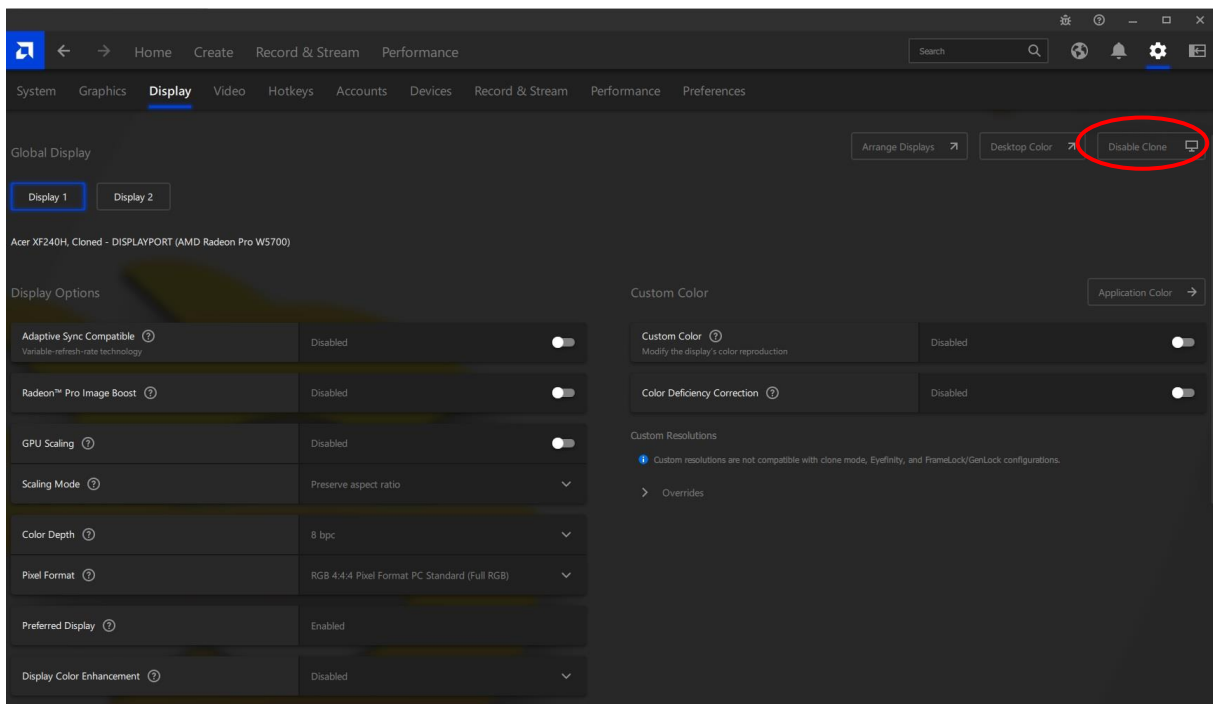 Home Create Record & Stream Performance Search
System Graphics Display Video Hotkeys Accounts Devices Record & Stream Performance Preferences
Global Display
Arrange Displays Desktop Color Disable Clone
Display 1 Display 2
Acer XF240H, Cloned - DISPLAYPORT (AMD Radeon Pro W5700)
Display Options
Adaptive Sync Compatible Disabled
Variable-refresh-rate technology
Radeon™ Pro Image Boost Disabled
GPU Scaling Disabled
Scaling Mode Preserve aspect ratio
Color Depth 8 bpc
Pixel Format RGB 4:4:4 Pixel Format PC Standard (Full RGB)
Preferred Display Enabled
Display Color Enhancement Disabled
Custom Color Application Color
Custom Color Disabled
Modify the display's color reproduction
Color Deficiency Correction Disabled
Custom Resolutions
Custom resolutions are not compatible with clone mode, Eyefinity, and FrameLock/GenLock configurations.
Overrides